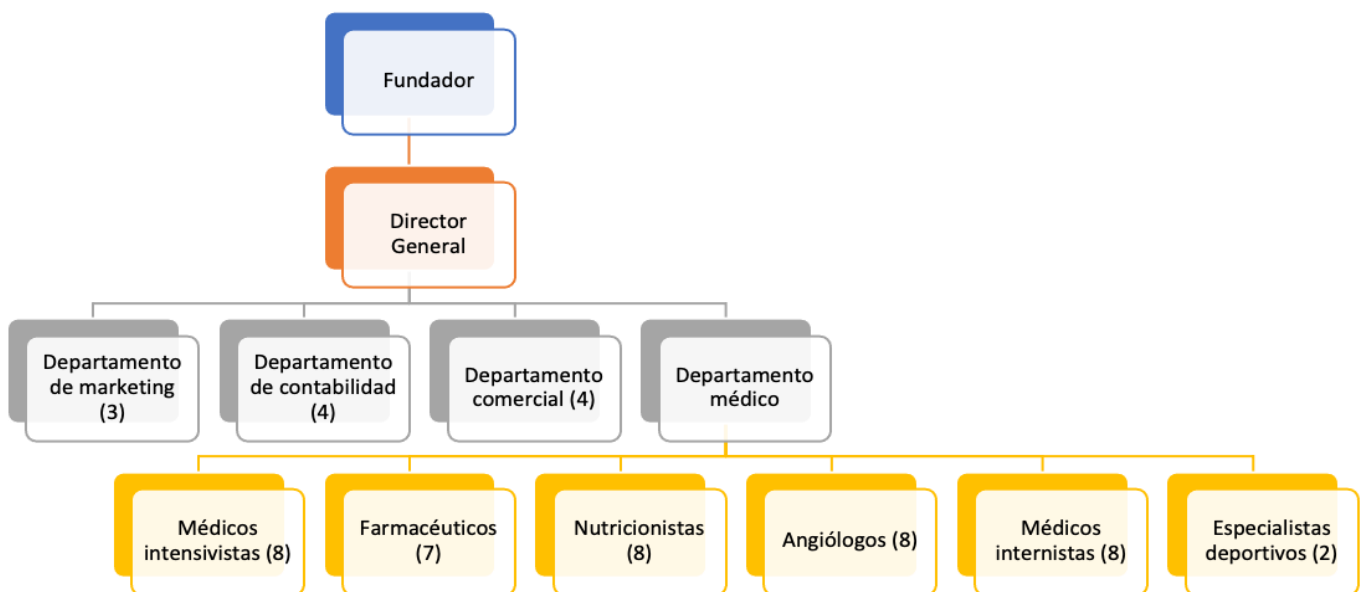 Fundador
Director
General
Departamento
de marketing
(3)
Departamento
de contabilidad
(4)
Departamento
comercial (4)
Departamento
médico
Médicos
intensivistas (8)
Farmacéuticos
(7)
Nutricionistas
(8)
Angiólogos (8)
Médicos
internistas (8)
Especialistas
deportivos (2)